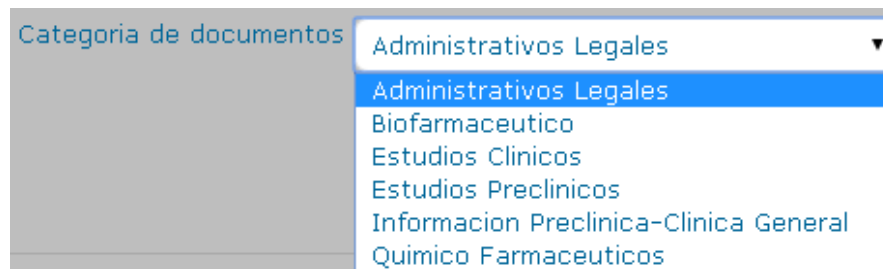 Categoria de documentos Administrativos Legales
Administrativos Legales
Biofarmaceutico
Estudios Clinicos
Estudios Preclinicos
Informacion Preclinica-Clinica General
Quimico Farmaceuticos